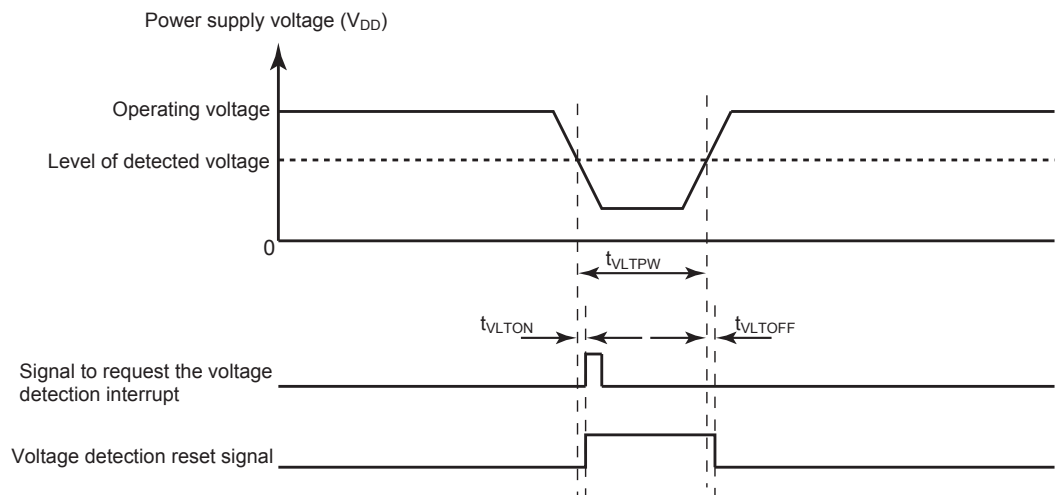 Power supply voltage (VDD)
Operating voltage
Level of detected voltage
0
tVLTPW
tVLTON
tVLTOFF
Signal to request the voltage
detection interrupt
Voltage detection reset signal